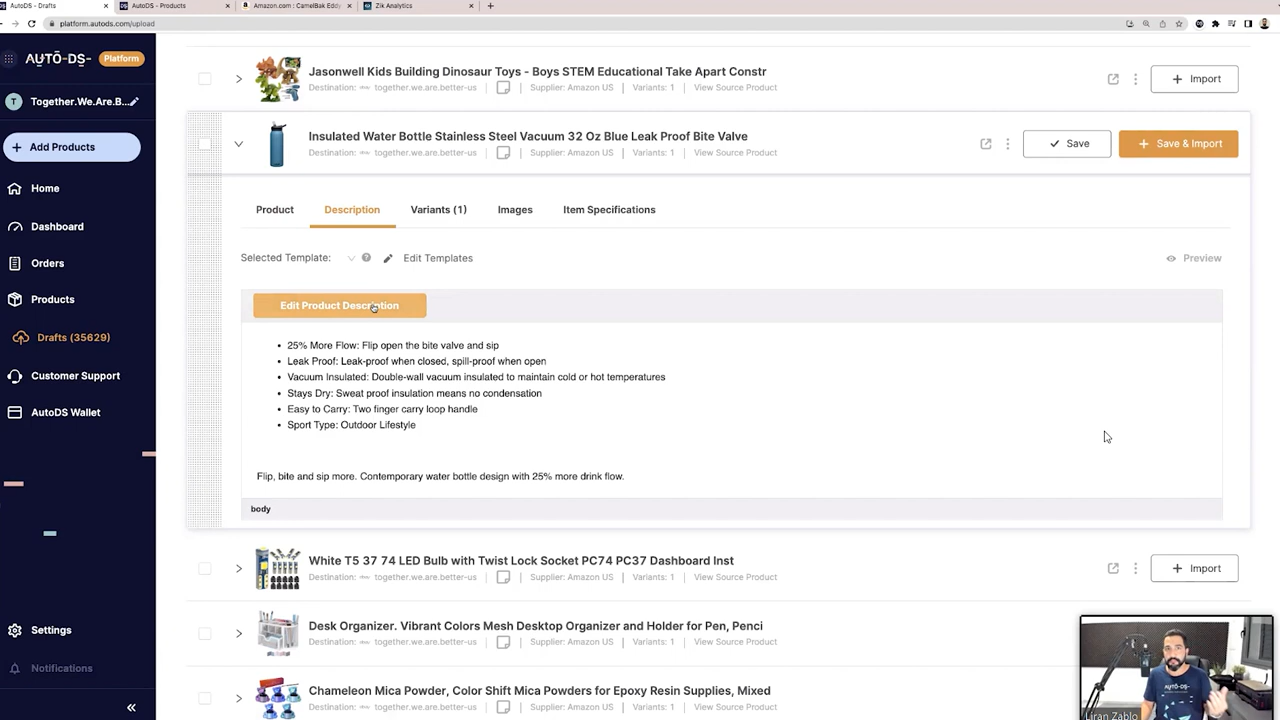 AutoDS - Drafts
AutoDS - Products
Amazon.com : CamelBak Eddy
Zik Analytics
platform.autods.com/upload
AUTO-DS-
Platform
Together.We.Are.B...
T
Add Products
Home
Dashboard
Orders
Products
Drafts (35629)
Customer Support
AutoDS Wallet
Settings
Notifications
Jasonwell Kids Building Dinosaur Toys - Boys STEM Educational Take Apart Constr
Destination: together.we.are.better-us Supplier: Amazon US Variants: 1 View Source Product
+ Import
Insulated Water Bottle Stainless Steel Vacuum 32 Oz Blue Leak Proof Bite Valve
Destination: together.we.are.better-us Supplier: Amazon US Variants: 1 View Source Product
Save
+ Save & Import
Product Description Variants (1) Images Item Specifications
Selected Template: Edit Templates
Preview
Edit Product Description
• 25% More Flow: Flip open the bite valve and sip
• Leak Proof: Leak-proof when closed, spill-proof when open
• Vacuum Insulated: Double-wall vacuum insulated to maintain cold or hot temperatures
• Stays Dry: Sweat proof insulation means no condensation
• Easy to Carry: Two finger carry loop handle
• Sport Type: Outdoor Lifestyle
Flip, bite and sip more. Contemporary water bottle design with 25% more drink flow.
body
White T5 37 74 LED Bulb with Twist Lock Socket PC74 PC37 Dashboard Inst
Destination: together.we.are.better-us Supplier: Amazon US Variants: 1 View Source Product
+ Import
Desk Organizer. Vibrant Colors Mesh Desktop Organizer and Holder for Pen, Penci
Destination: together.we.are.better-us Supplier: Amazon US Variants: 1 View Source Product
Chameleon Mica Powder, Color Shift Mica Powders for Epoxy Resin Supplies, Mixed
Destination: together.we.are.better-us Supplier: Amazon US Variants: 1 View Source Product
Liran Zablo